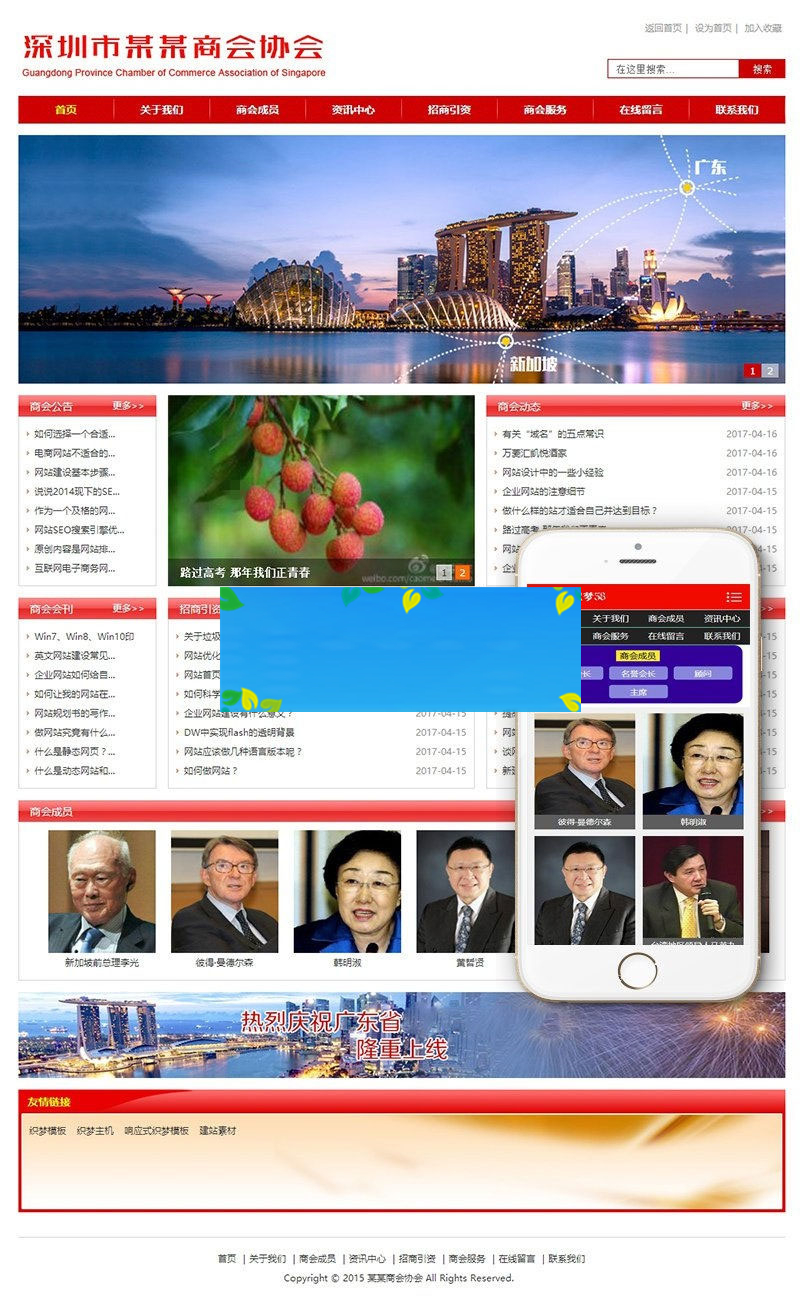 返回首页 | 设为首页 | 加入收藏
深圳市某某商会协会
Guangdong Province Chamber of Commerce Association of Singapore
在这里搜索...
搜索
首页 关于我们 商会成员 资讯中心 招商引资 商会服务 在线留言 联系我们
广东
新加坡
1 2
商会公告 更多>>
如何选择一个合适...
电商网站不适合的...
网站建设基本步骤...
说说2014现下的SE...
作为一个及格的网...
网站SEO搜索引擎优...
原创内容是网站排...
互联网电子商务网...
路过高考 那年我们正青春
1 2
商会动态 更多>>
有关“域名”的五点常识 2017-04-16
万菱汇凯悦酒家 2017-04-16
网站设计中的一些小经验 2017-04-16
企业网站的注意细节 2017-04-15
做什么样的站才适合自己并达到目标？ 2017-04-15
路过高考 那年我们正青春 2017-04-15
商会会刊 更多>>
Win7、Win8、Win10印
英文网站建设常见...
企业网站如何给自...
如何让我的网站在...
网站规划书的写作...
做网站究竟有什么...
什么是静态网页？...
什么是动态网站和...
招商引资
关于垃圾
网站优化
网站首页
如何科学
企业网站建设有什么意义？ 2017-04-15
DW中实现flash的透明背景 2017-04-15
网站应该做几种语言版本呢？ 2017-04-15
如何做网站？ 2017-04-15
梦58
关于我们 商会成员 资讯中心
商会服务 在线留言 联系我们
商会成员
长 名誉会长 顾问
主席
彼得·曼德尔森 韩明淑
商会成员
新加坡前总理李光 彼得·曼德尔森 韩明淑 黄誓贤
热烈庆祝广东省
隆重上线
友情链接
织梦模板 织梦主机 响应式织梦模板 建站素材
首页 | 关于我们 | 商会成员 | 资讯中心 | 招商引资 | 商会服务 | 在线留言 | 联系我们
Copyright © 2015 某某商会协会 All Rights Reserved.